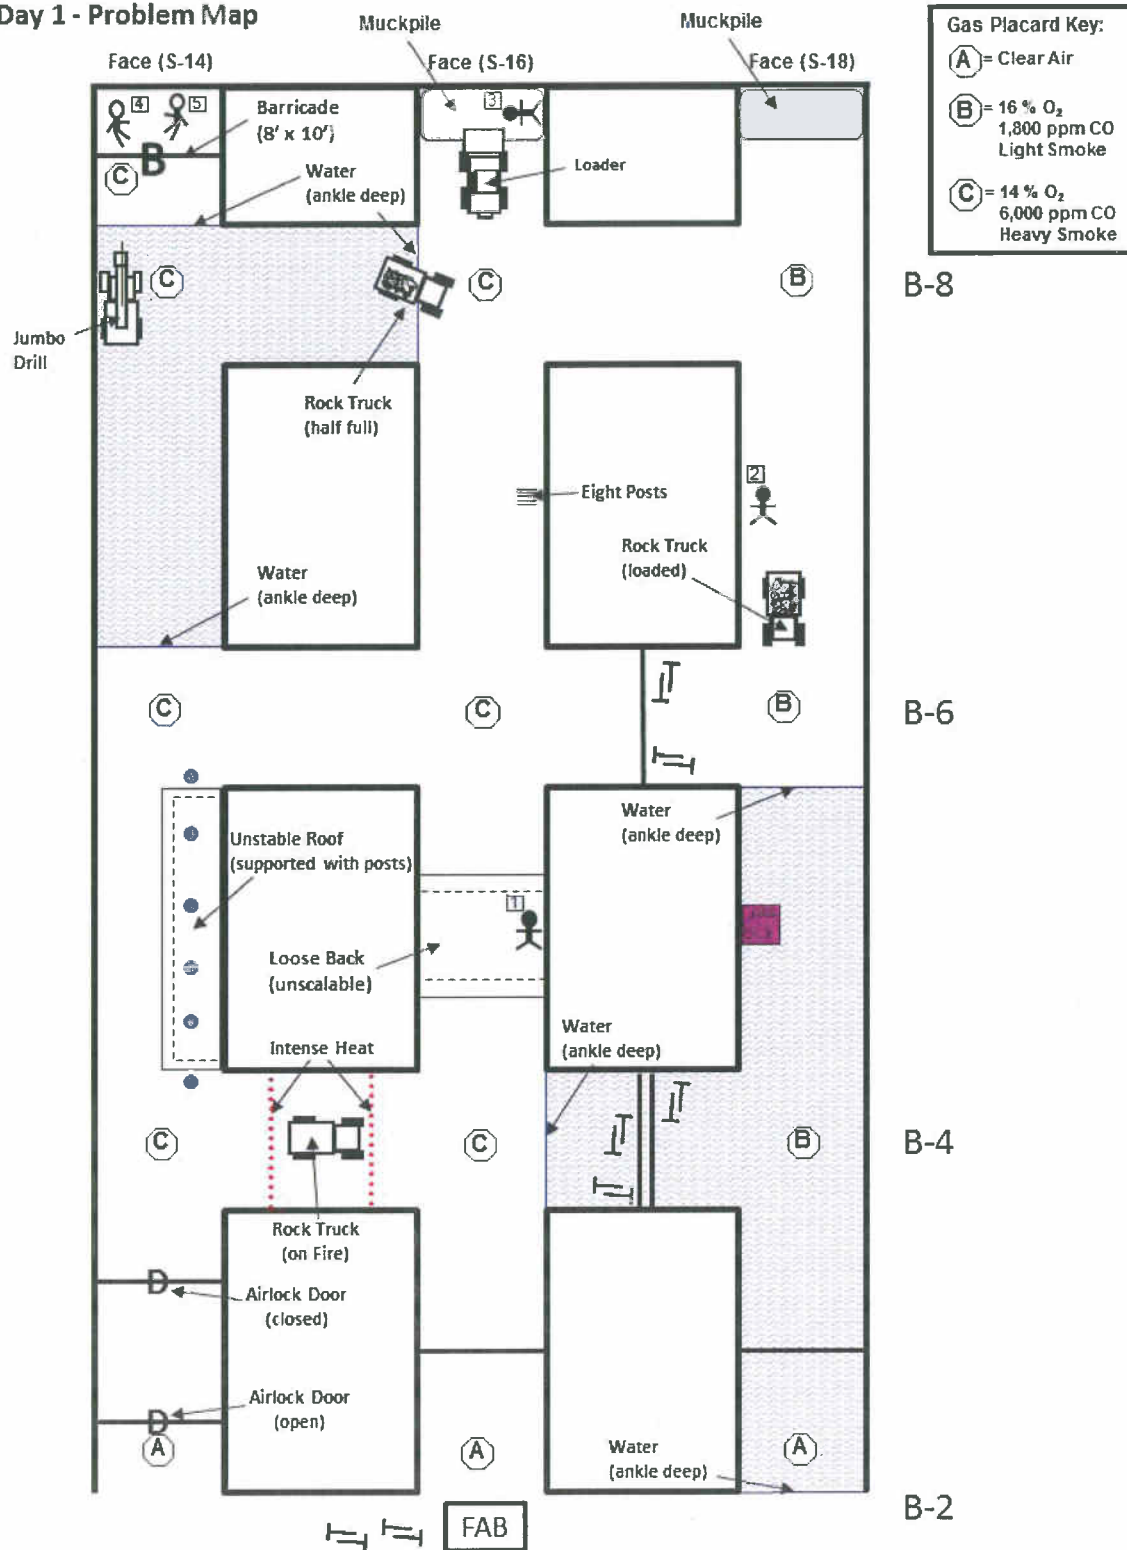 Day 1 - Problem Map
Muckpile
Muckpile
Face (S-14)
Face (S-16)
Face (S-18)
Gas Placard Key:
A = Clear Air
B = 16 % O₂
1,800 ppm CO
Light Smoke
C = 14 % O₂
6,000 ppm CO
Heavy Smoke
4
5
3
Barricade
(8' x 10')
B
C
Water
(ankle deep)
Loader
C
C
B
B-8
Jumbo
Drill
Rock Truck
(half full)
Eight Posts
2
Rock Truck
(loaded)
Water
(ankle deep)
C
C
B
B-6
Water
(ankle deep)
Unstable Roof
(supported with posts)
1
Loose Back
(unscalable)
Water
(ankle deep)
Intense Heat
C
C
B
B-4
Rock Truck
(on Fire)
D
Airlock Door
(closed)
Airlock Door
(open)
D
A
A
A
Water
(ankle deep)
B-2
FAB